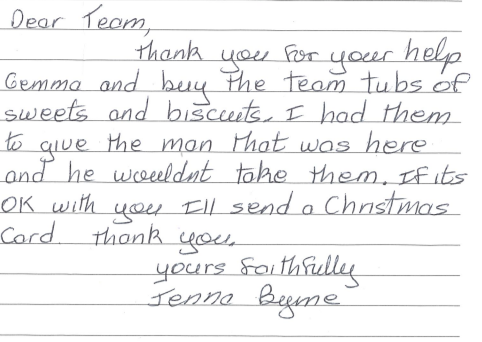 Dear Team,
thank you for your help
Gemma and buy the team tubs of
sweets and biscuits. I had them
to give the man that was here
and he wouldnt take them. If its
OK with you I'll send a Christmas
Card. thank you.
yours faithfully
Jenna Byrne